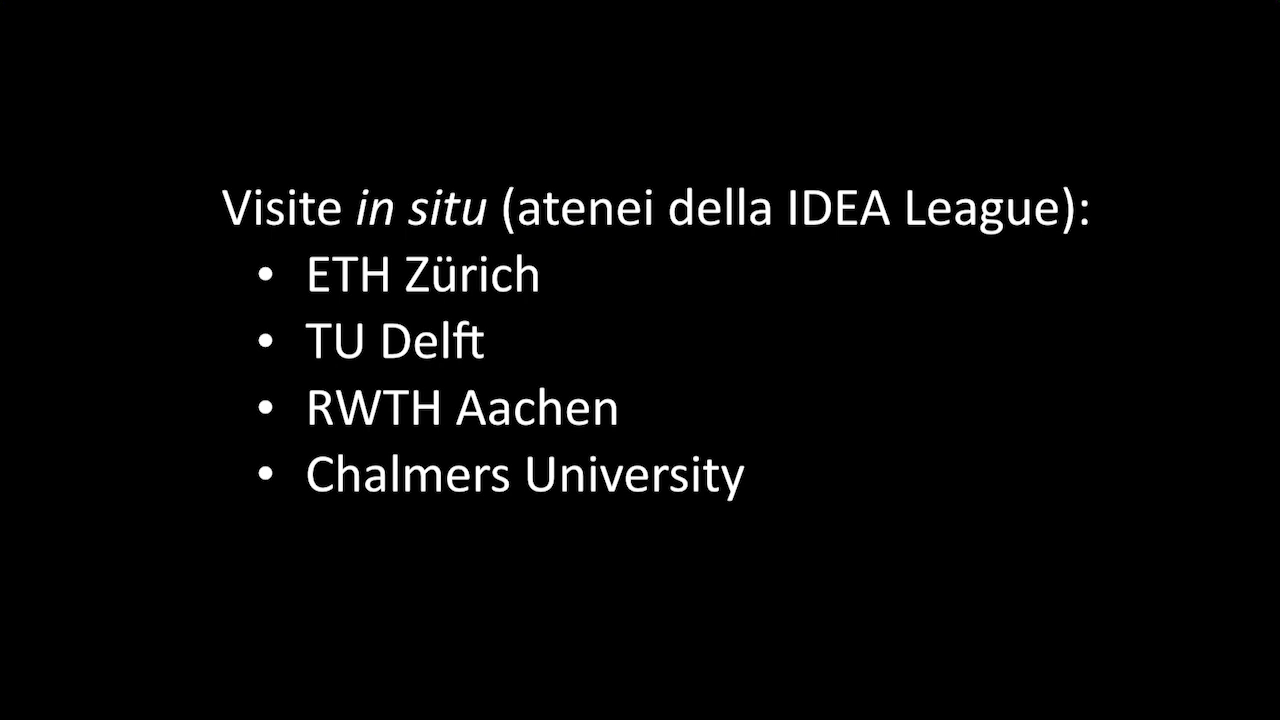 Visite in situ (atenei della IDEA League):
• ETH Zürich
• TU Delft
• RWTH Aachen
• Chalmers University